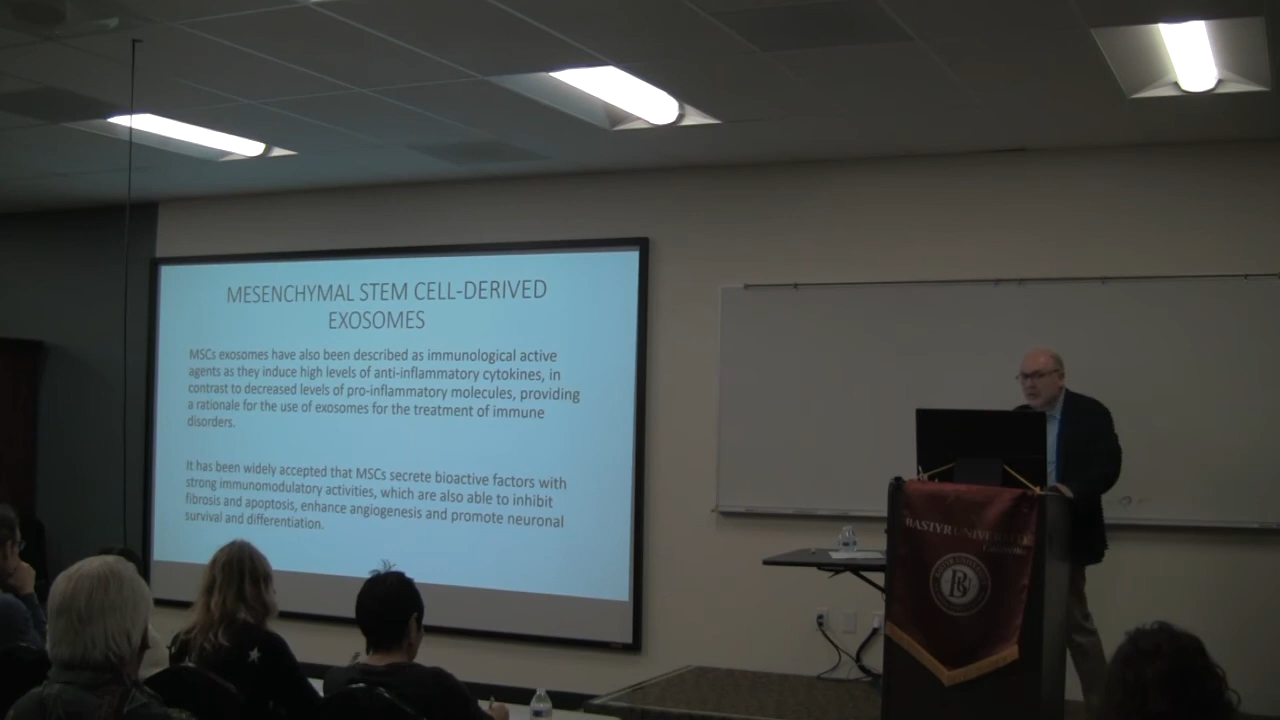 MESENCHYMAL STEM CELL-DERIVED
EXOSOMES
MSCs exosomes have also been described as immunological active
agents as they induce high levels of anti-inflammatory cytokines, in
contrast to decreased levels of pro-inflammatory molecules, providing
a rationale for the use of exosomes for the treatment of immune
disorders.
It has been widely accepted that MSCs secrete bioactive factors with
strong immunomodulatory activities, which are also able to inhibit
fibrosis and apoptosis, enhance angiogenesis and promote neuronal
survival and differentiation.
BASTYR UNIVERSITY
California